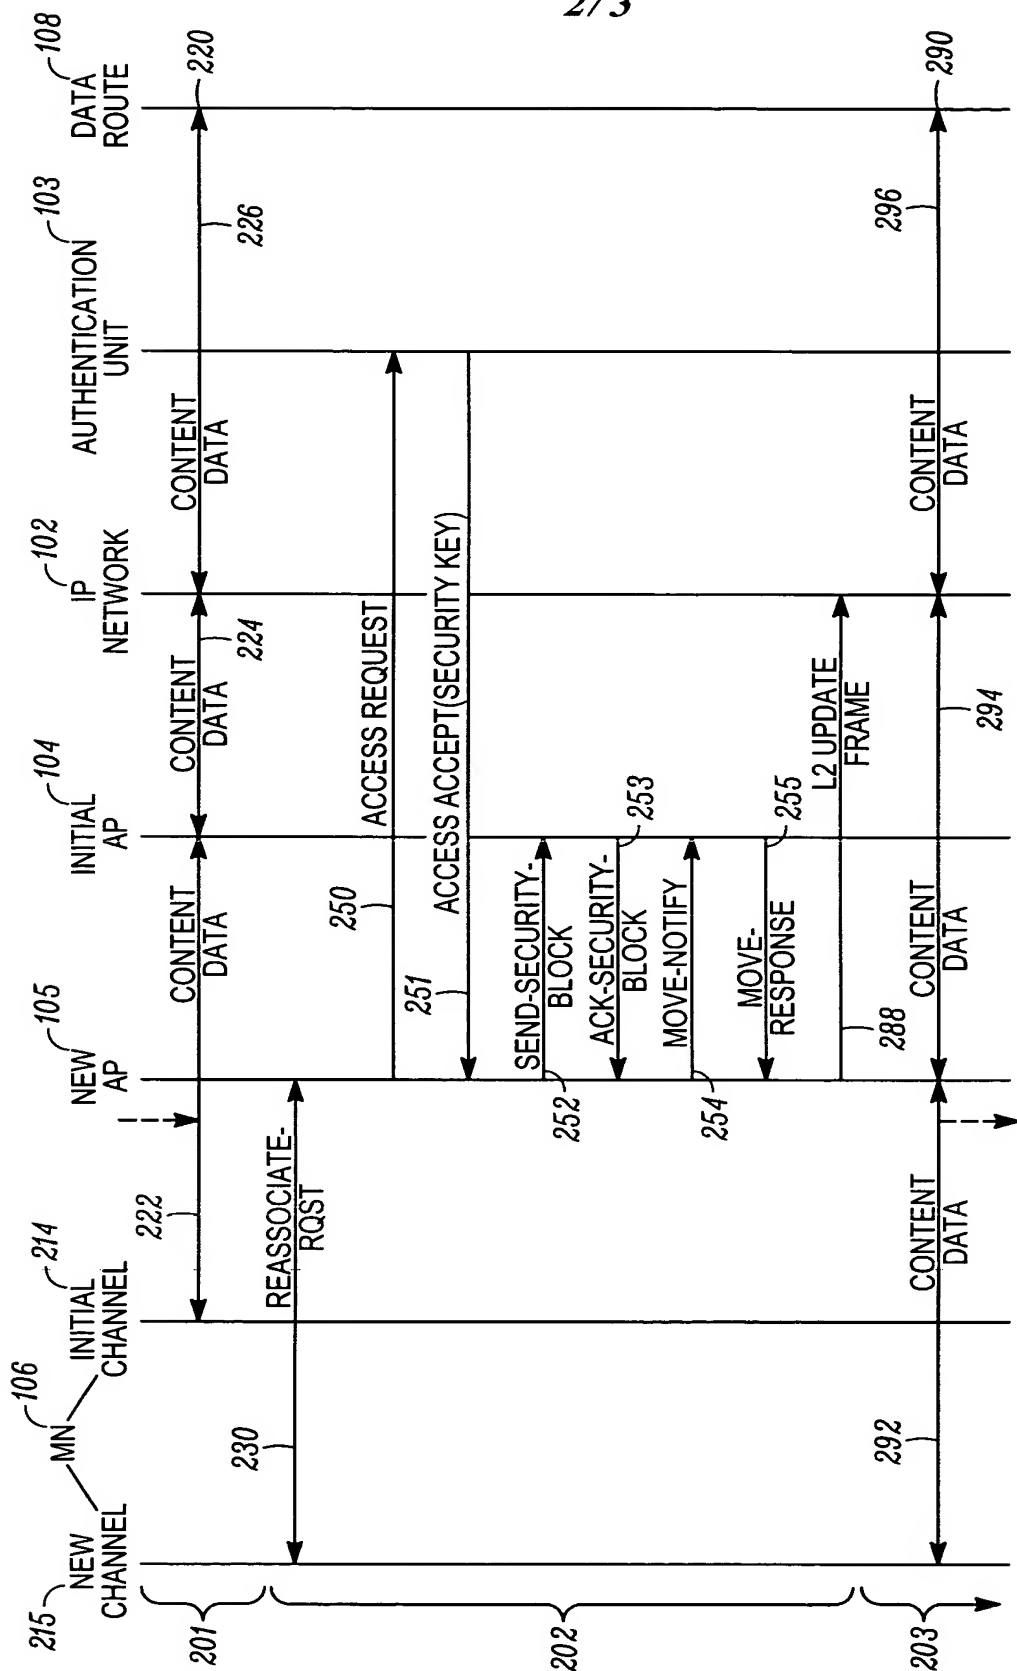 2/3
215
NEW
CHANNEL
MN
106
INITIAL
CHANNEL
214
NEW
AP
105
INITIAL
AP
104
IP
NETWORK
102
AUTHENTICATION
UNIT
103
DATA
ROUTE
108
201
222
CONTENT
DATA
CONTENT
DATA
224
CONTENT
DATA
226
220
202
230
REASSOCIATE-
RQST
250
ACCESS REQUEST
251
ACCESS ACCEPT(SECURITY KEY)
SEND-SECURITY-
BLOCK
252
253
ACK-SECURITY-
BLOCK
MOVE-NOTIFY
254
255
MOVE-
RESPONSE
288
L2 UPDATE
FRAME
203
292
CONTENT
DATA
CONTENT
DATA
294
CONTENT
DATA
296
290